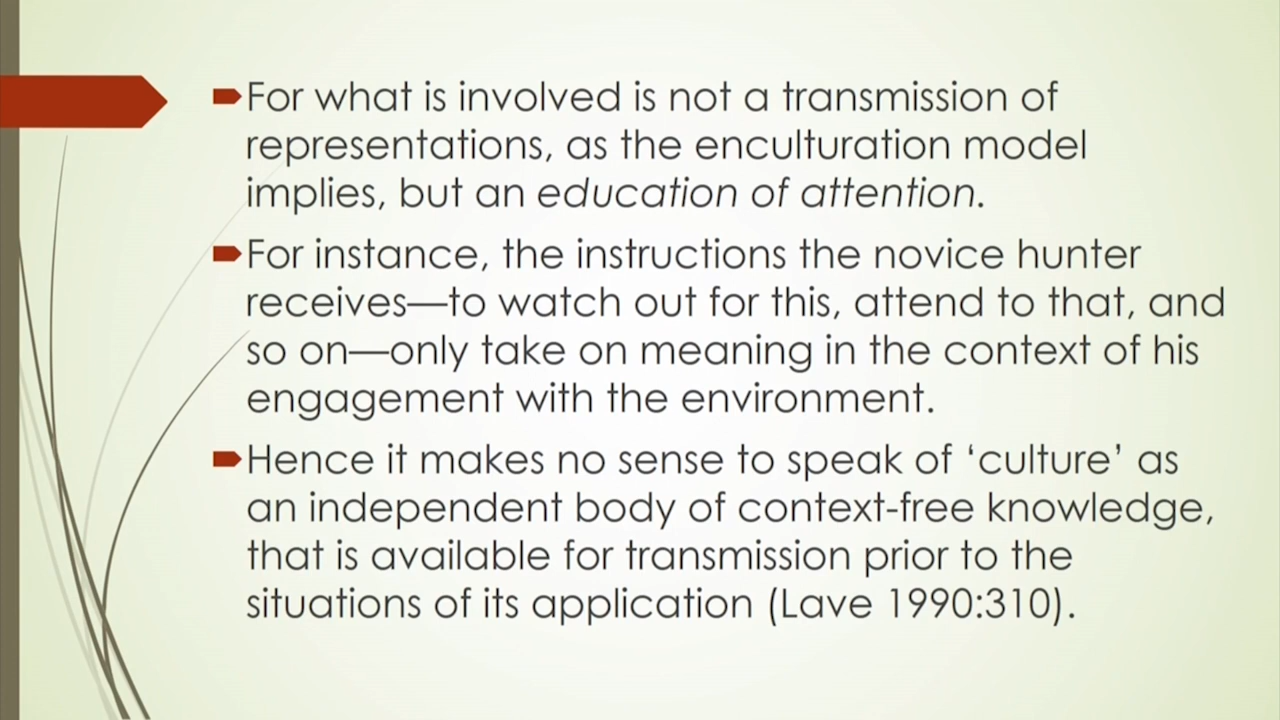 For what is involved is not a transmission of
representations, as the enculturation model
implies, but an education of attention.
For instance, the instructions the novice hunter
receives—to watch out for this, attend to that, and
so on—only take on meaning in the context of his
engagement with the environment.
Hence it makes no sense to speak of ‘culture’ as
an independent body of context-free knowledge,
that is available for transmission prior to the
situations of its application (Lave 1990:310).